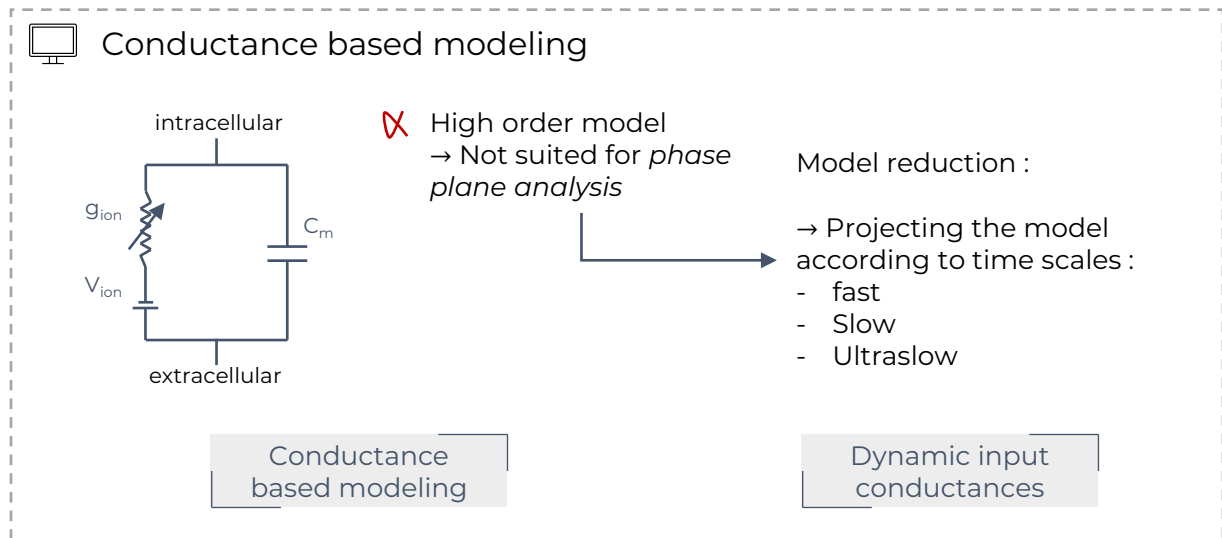 Conductance based modeling
intracellular
g_ion
C_m
V_ion
extracellular
High order model
→ Not suited for phase
plane analysis
Model reduction :
→ Projecting the model
according to time scales :
- fast
- Slow
- Ultraslow
Conductance
based modeling
Dynamic input
conductances